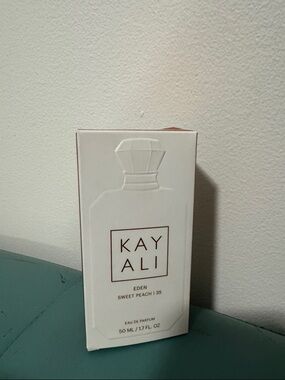 KAY
ALI
EDEN
SWEET PEACH | 35
EAU DE PARFUM
50 ML / 1.7 FL. OZ